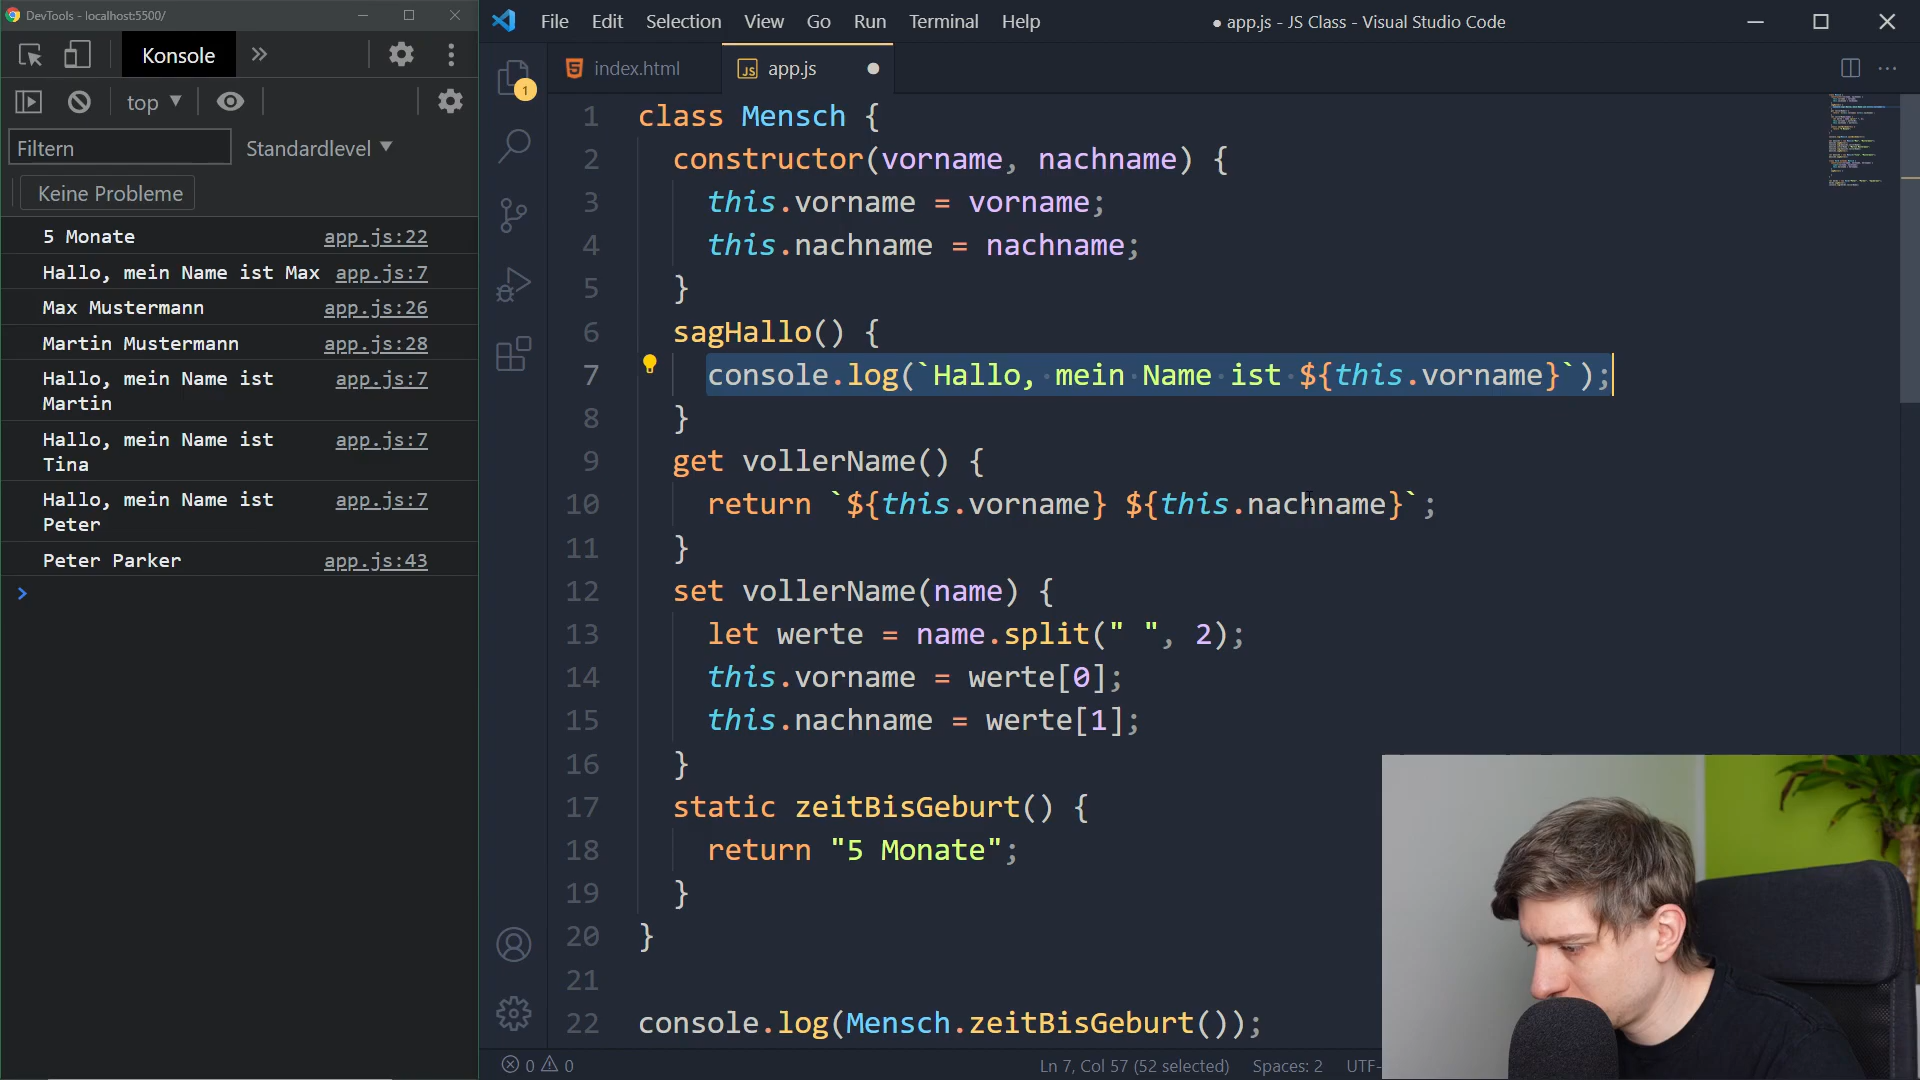 DevTools - localhost:5500/
Konsole
top
Filtern
Standardlevel
Keine Probleme
5 Monate app.js:22
Hallo, mein Name ist Max app.js:7
Max Mustermann app.js:26
Martin Mustermann app.js:28
Hallo, mein Name ist app.js:7
Martin
Hallo, mein Name ist app.js:7
Tina
Hallo, mein Name ist app.js:7
Peter
Peter Parker app.js:43
File Edit Selection View Go Run Terminal Help
● app.js - JS Class - Visual Studio Code
1
index.html
JS app.js
1 class Mensch {
2 constructor(vorname, nachname) {
3 this.vorname = vorname;
4 this.nachname = nachname;
5 }
6 sagHallo() {
7 console.log(`Hallo, mein Name ist ${this.vorname}`);
8 }
9 get vollerName() {
10 return `${this.vorname} ${this.nachname}`;
11 }
12 set vollerName(name) {
13 let werte = name.split(" ", 2);
14 this.vorname = werte[0];
15 this.nachname = werte[1];
16 }
17 static zeitBisGeburt() {
18 return "5 Monate";
19 }
20 }
21
22 console.log(Mensch.zeitBisGeburt());
0 0
Ln 7, Col 57 (52 selected)
Spaces: 2
UTF-